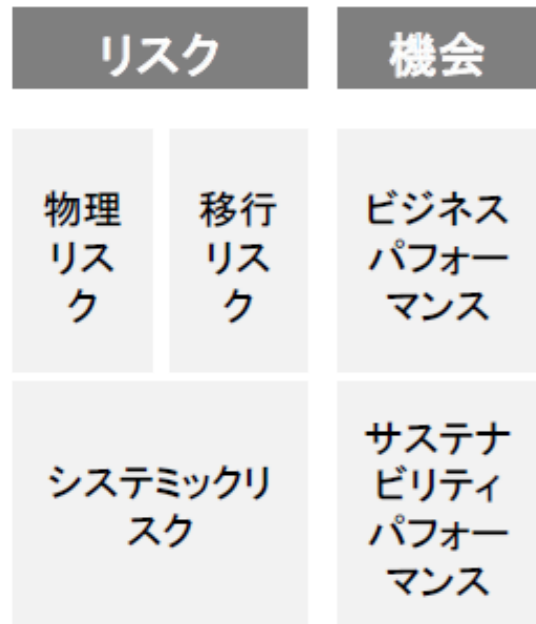 リスク
機会
物理
リス
ク
移行
リス
ク
ビジネス
パフォー
マンス
システミックリ
スク
サステナ
ビリティ
パフォー
マンス